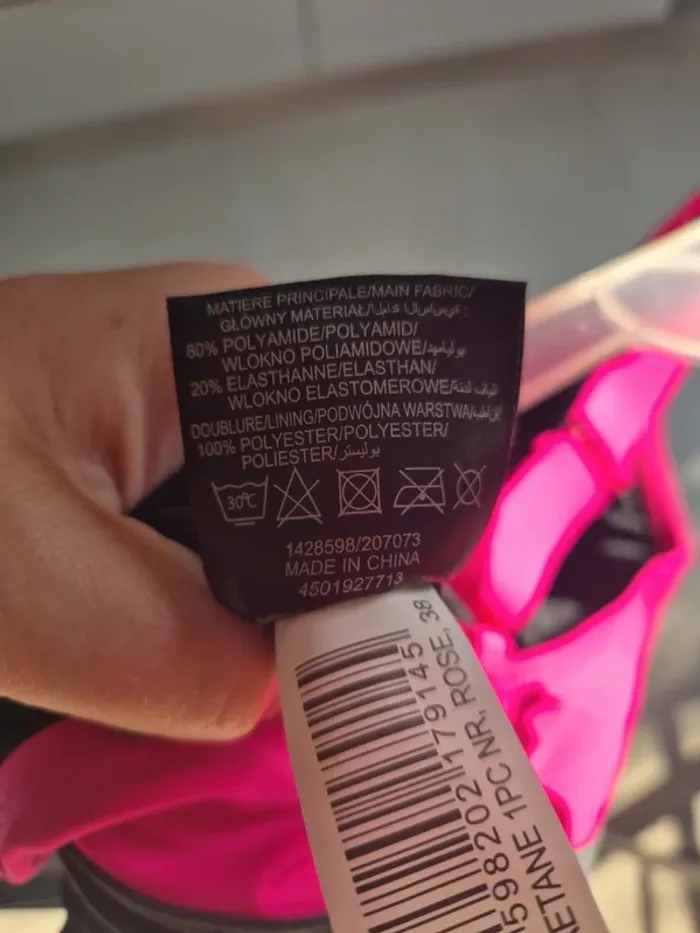 MATIERE PRINCIPALE/MAIN FABRIC/
GŁÓWNY MATERIAŁ/
80% POLYAMIDE/POLYAMID/
WLOKNO POLIAMIDOWE/
20% ELASTHANNE/ELASTHAN/
WLOKNO ELASTOMEROWE/
DOUBLURE/LINING/PODWÓJNA WARSTWA/
100% POLYESTER/POLYESTER/
POLIESTER/بوليستر
30℃
1428598/207073
MADE IN CHINA
4501927713
598202 179145
1PC NR, ROSE, 38